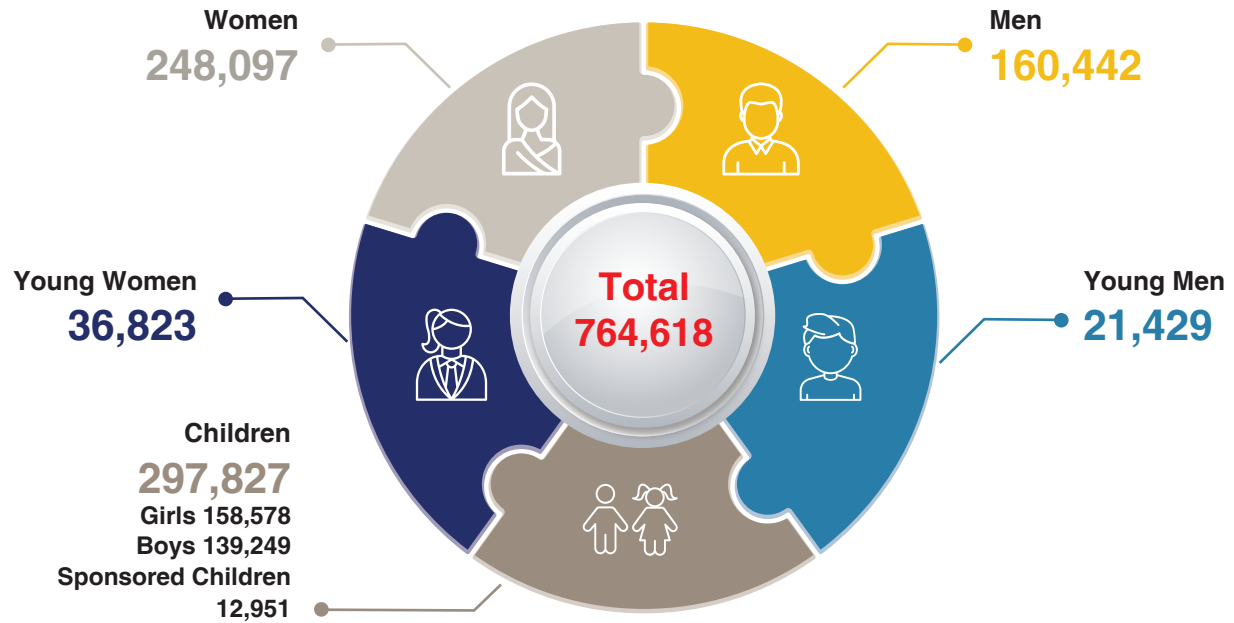 Women
248,097
Men
160,442
Young Women
36,823
Total
764,618
Young Men
21,429
Children
297,827
Girls 158,578
Boys 139,249
Sponsored Children
12,951